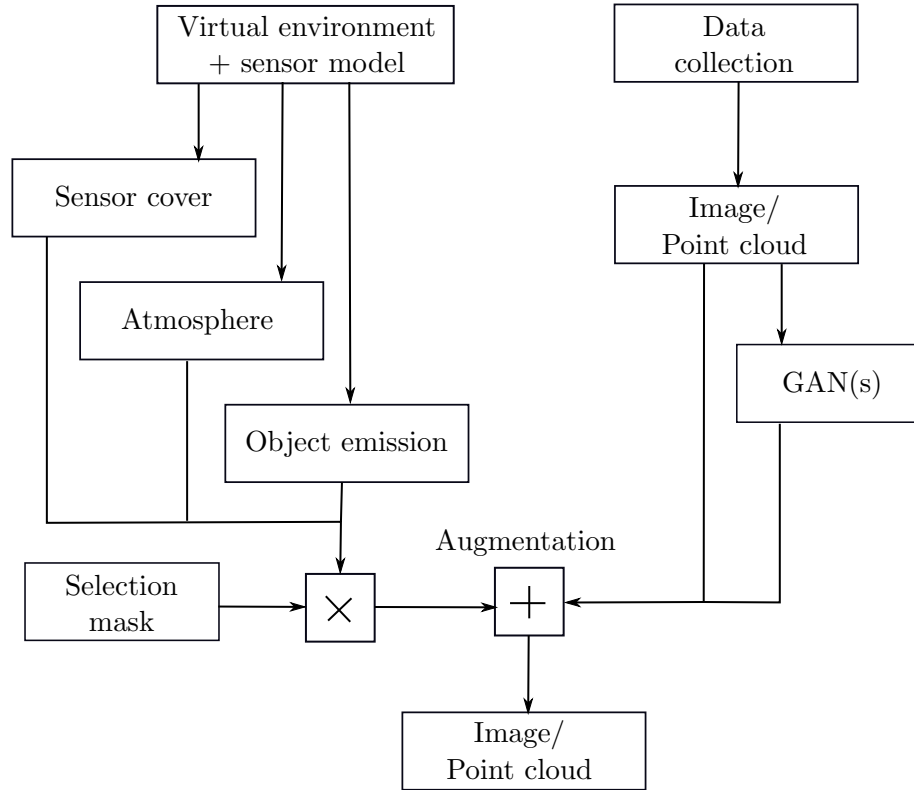 Virtual environment
+ sensor model
Data
collection
Sensor cover
Image/
Point cloud
Atmosphere
GAN(s)
Object emission
Augmentation
Selection
mask
×
+
Image/
Point cloud